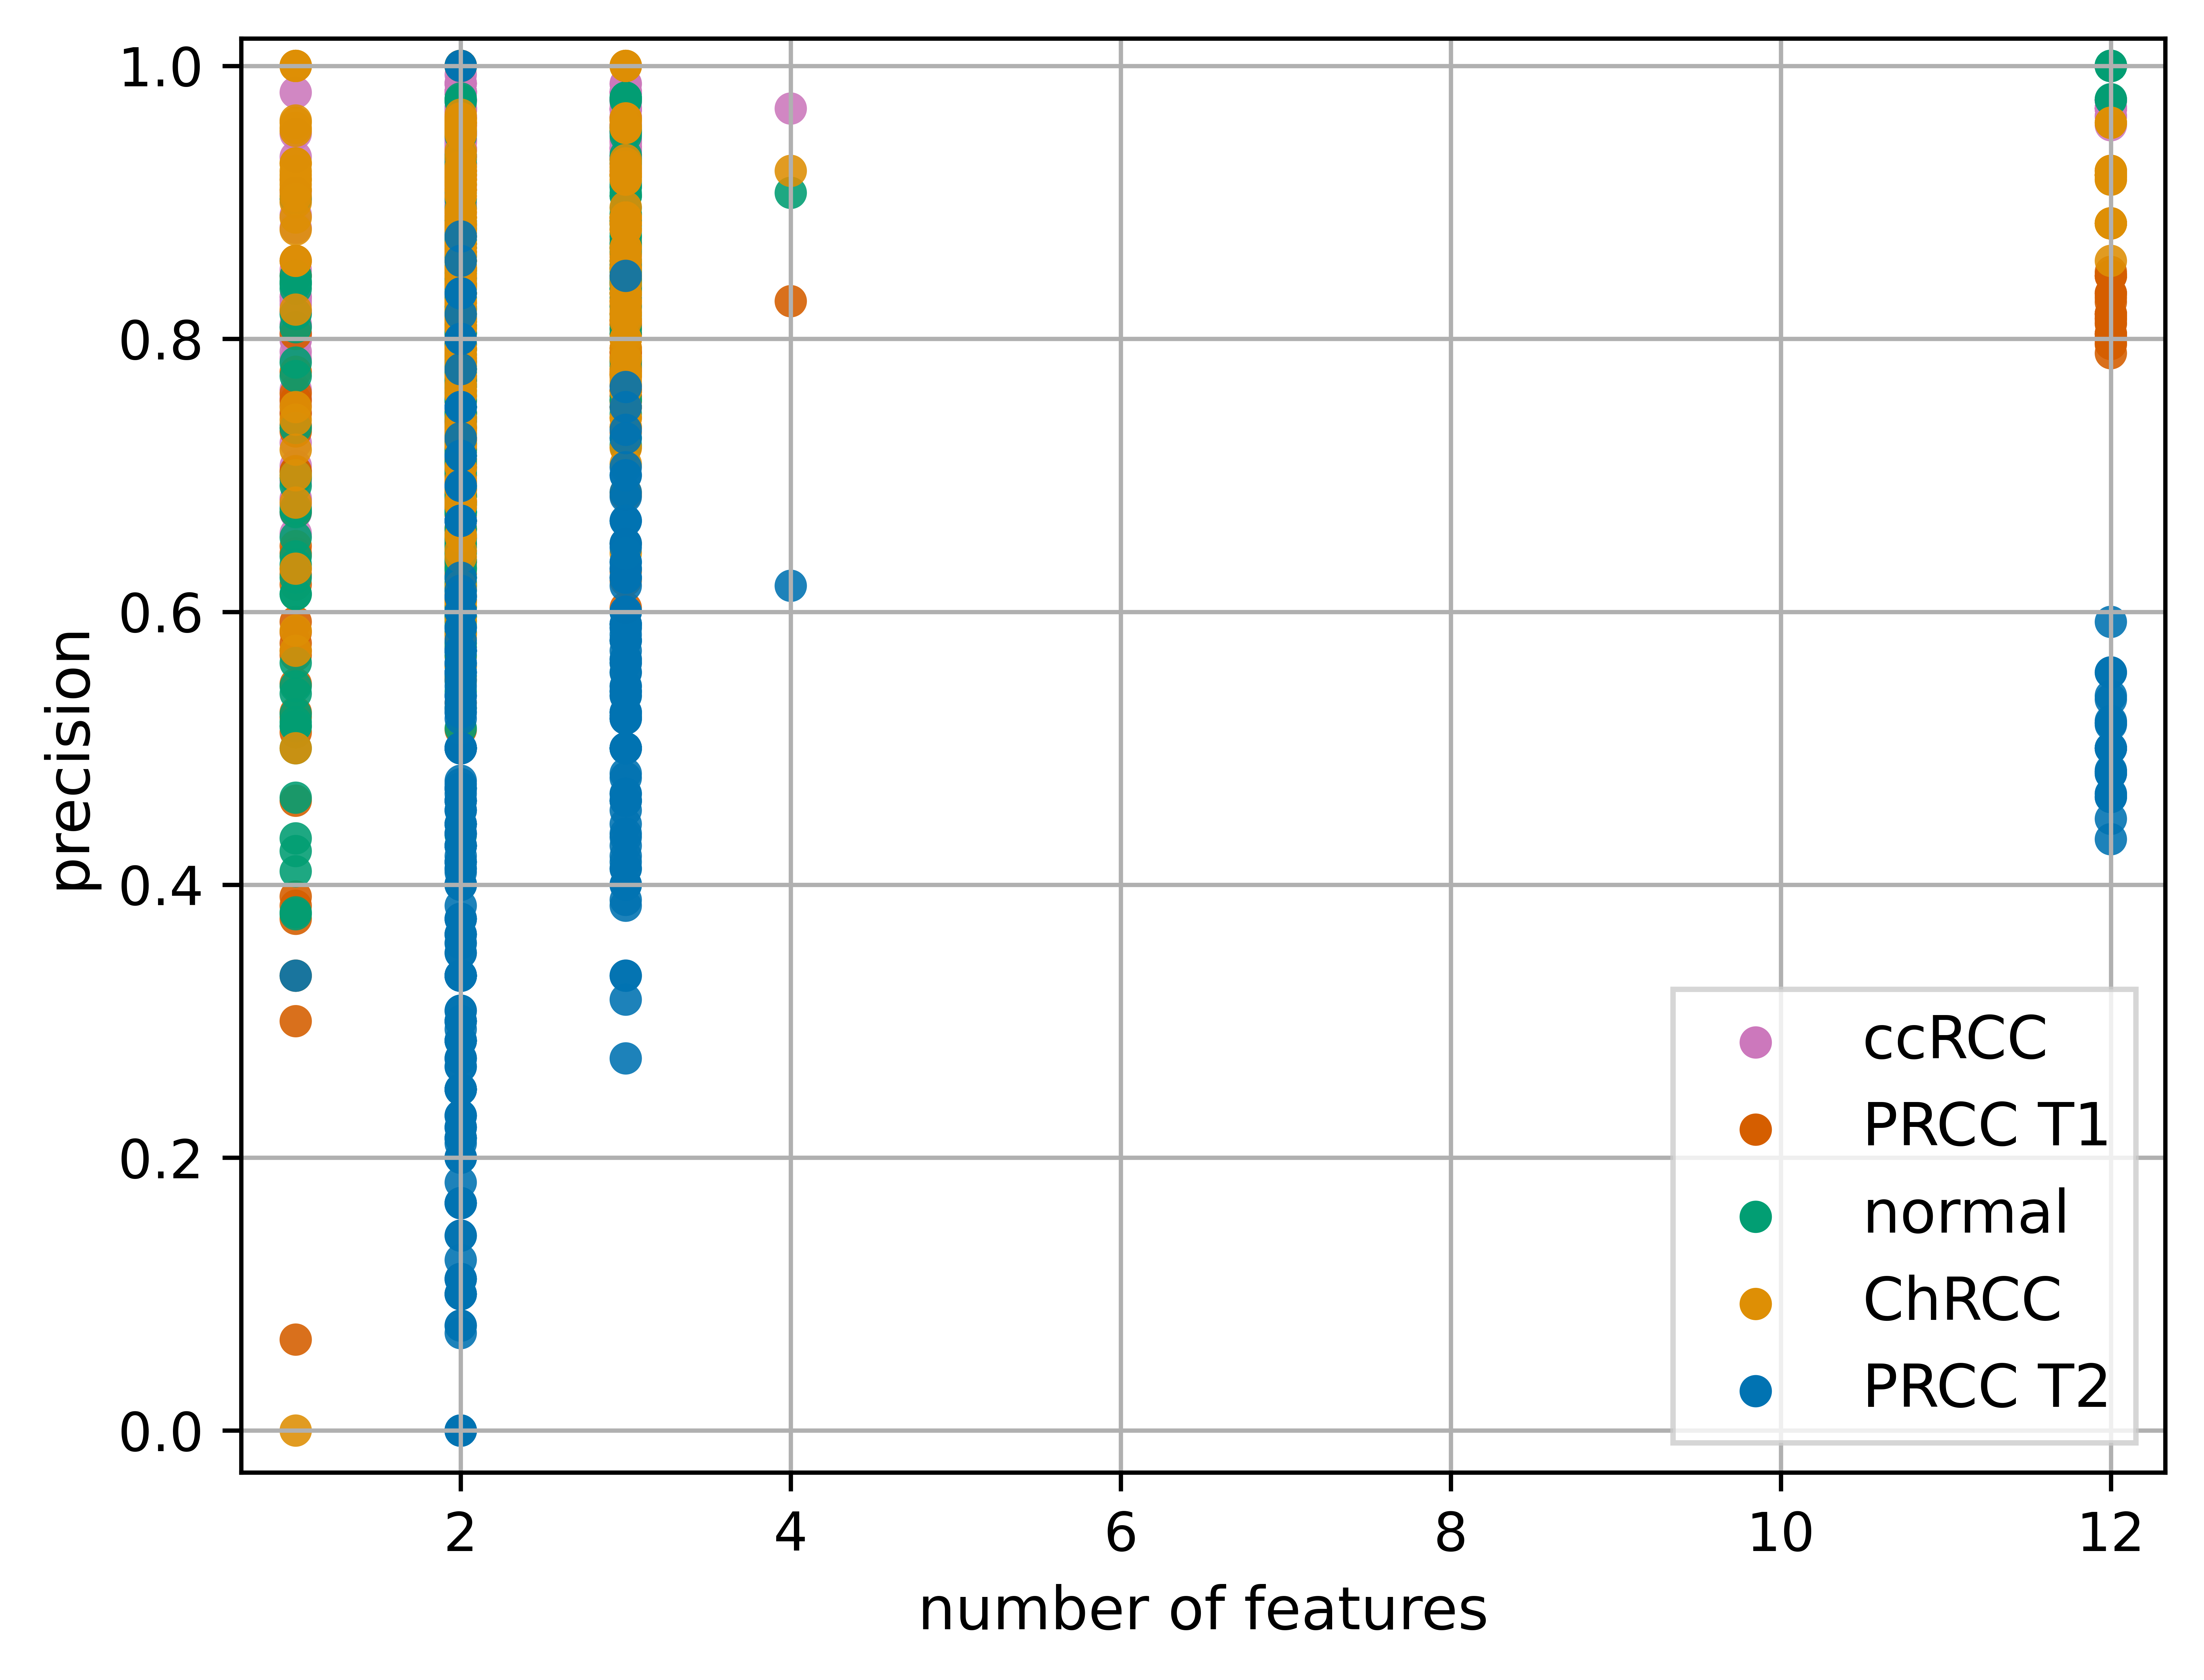 1.0
0.8
0.6
0.4
0.2
0.0
precision
2 4 6 8 10 12
number of features
ccRCC
PRCC T1
normal
ChRCC
PRCC T2